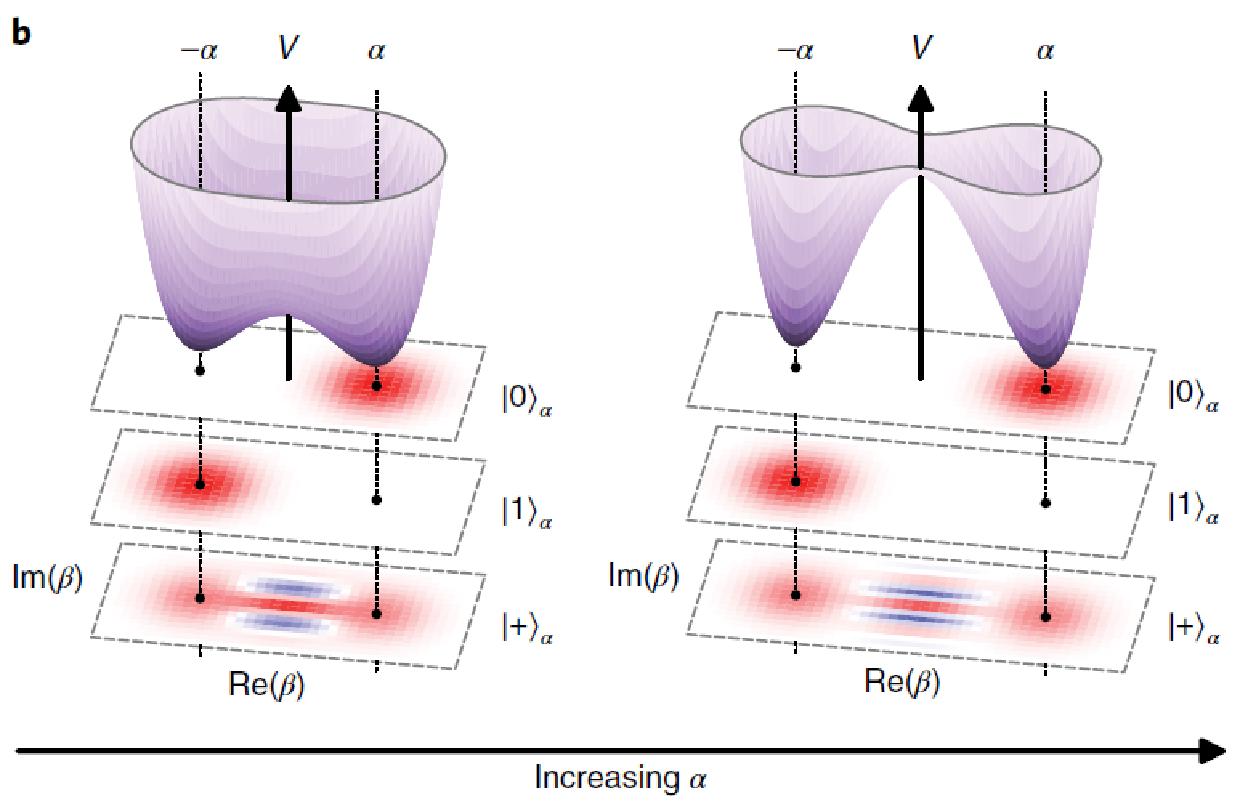 b
−α V α
−α V α
|0⟩α
|0⟩α
|1⟩α
|1⟩α
Im(β)
Im(β)
|+⟩α
|+⟩α
Re(β)
Re(β)
Increasing α